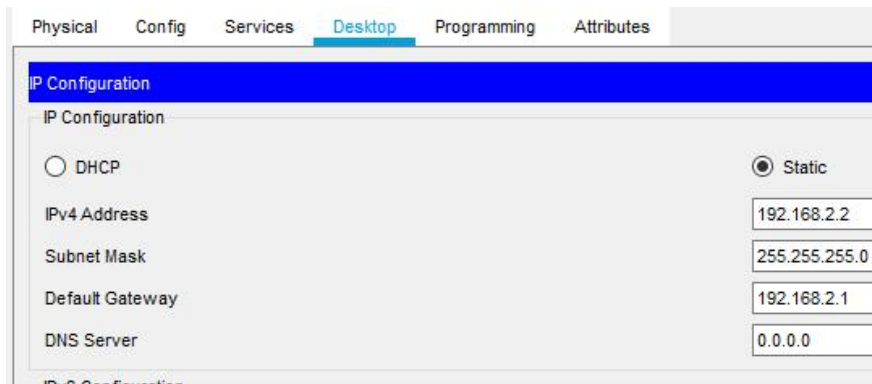 Physical Config Services Desktop Programming Attributes
IP Configuration
IP Configuration
DHCP Static
IPv4 Address 192.168.2.2
Subnet Mask 255.255.255.0
Default Gateway 192.168.2.1
DNS Server 0.0.0.0